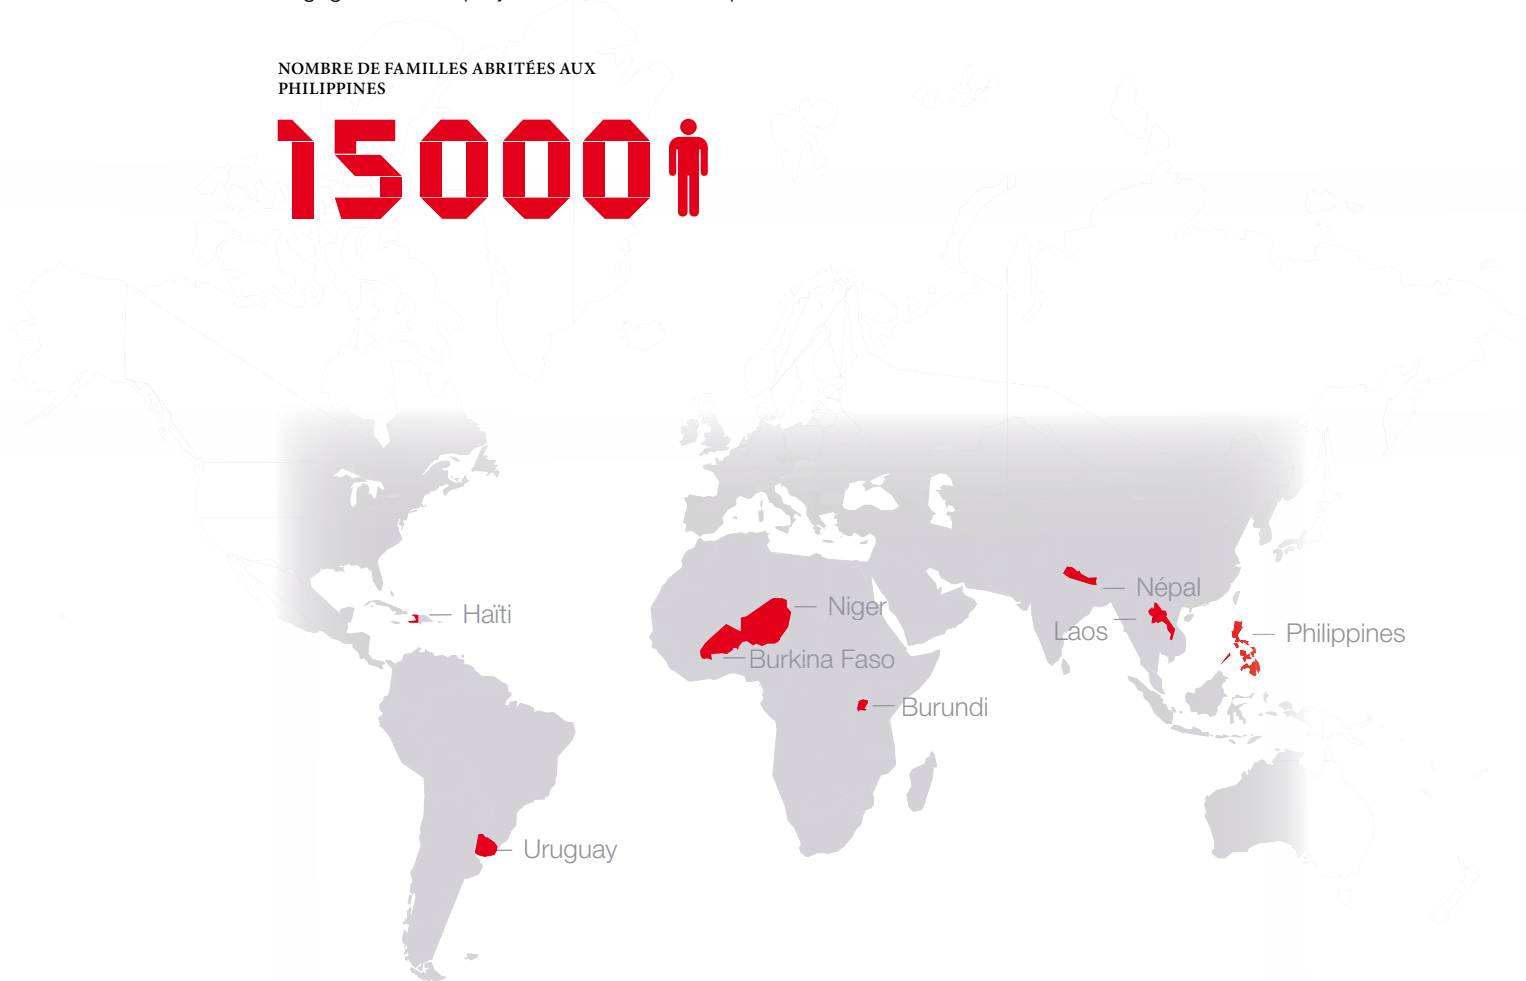 NOMBRE DE FAMILLES ABRITÉES AUX
PHILIPPINES
15000
Népal
Niger
Haïti
Laos
Philippines
Burkina Faso
Burundi
Uruguay